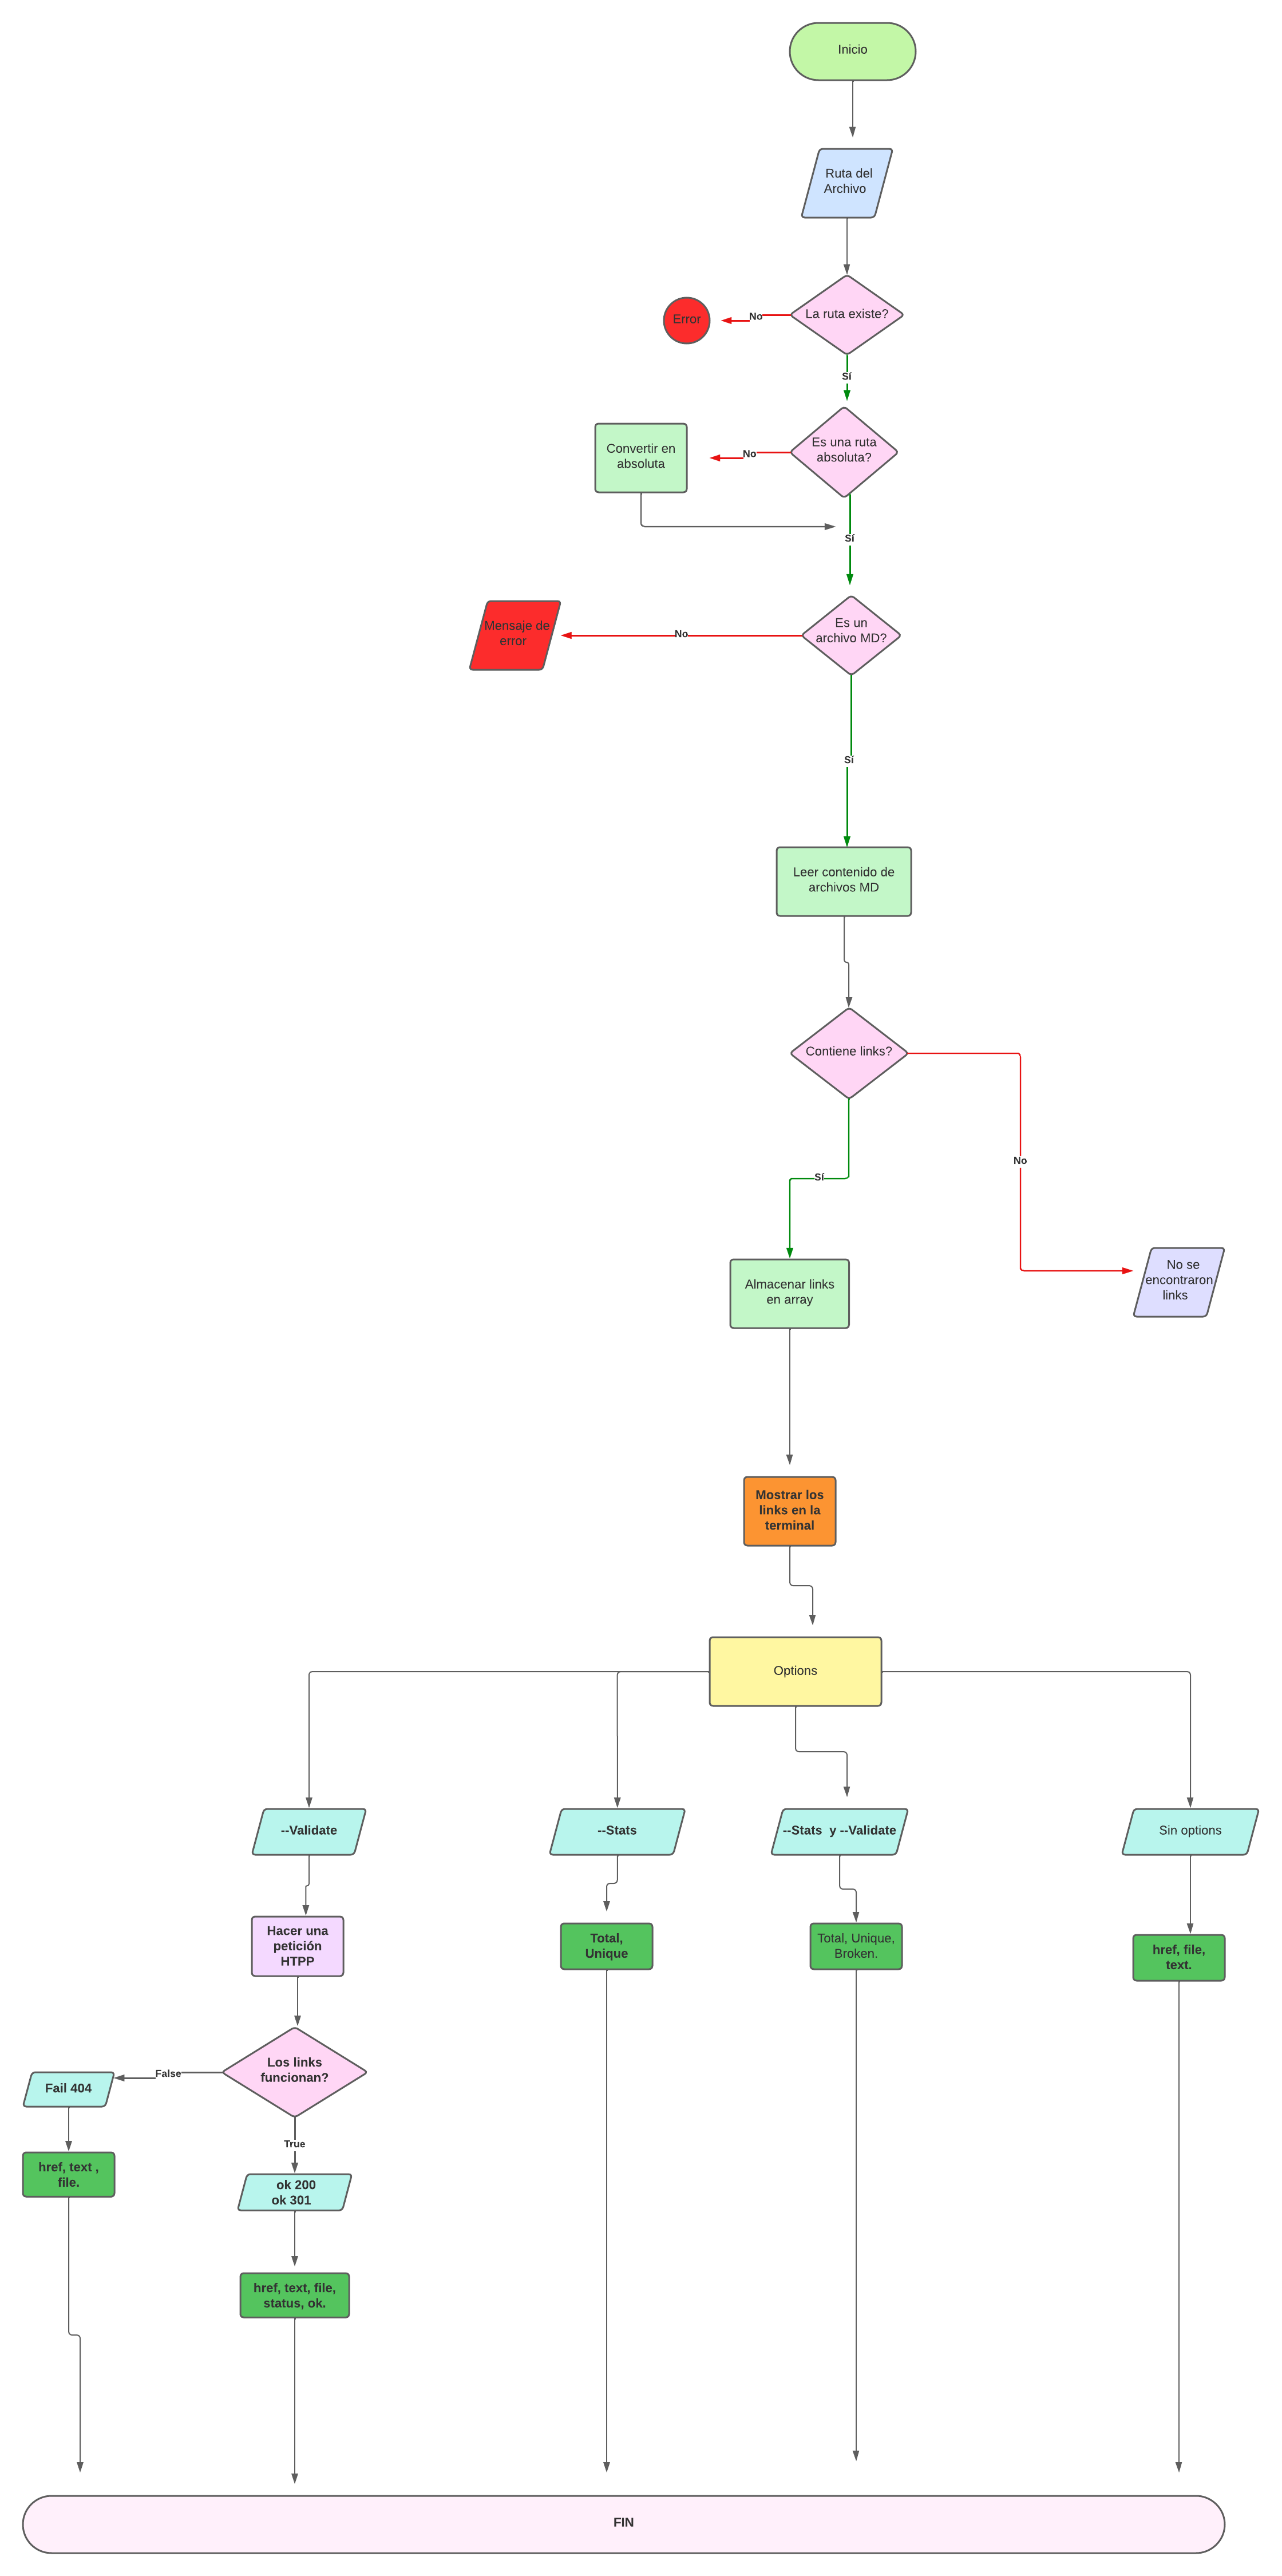 Inicio
Ruta del
Archivo
La ruta existe?
No
Error
Sí
Es una ruta
absoluta?
No
Convertir en
absoluta
Sí
Es un
archivo MD?
No
Mensaje de
error
Sí
Leer contenido de
archivos MD
Contiene links?
No
Sí
No se
encontraron
links
Almacenar links
en array
Mostrar los
links en la
terminal
Options
--Validate
--Stats
--Stats y --Validate
Sin options
Hacer una
petición
HTPP
Total,
Unique
Total, Unique,
Broken.
href, file,
text.
Los links
funcionan?
False
Fail 404
True
href, text ,
file.
ok 200
ok 301
href, text, file,
status, ok.
FIN